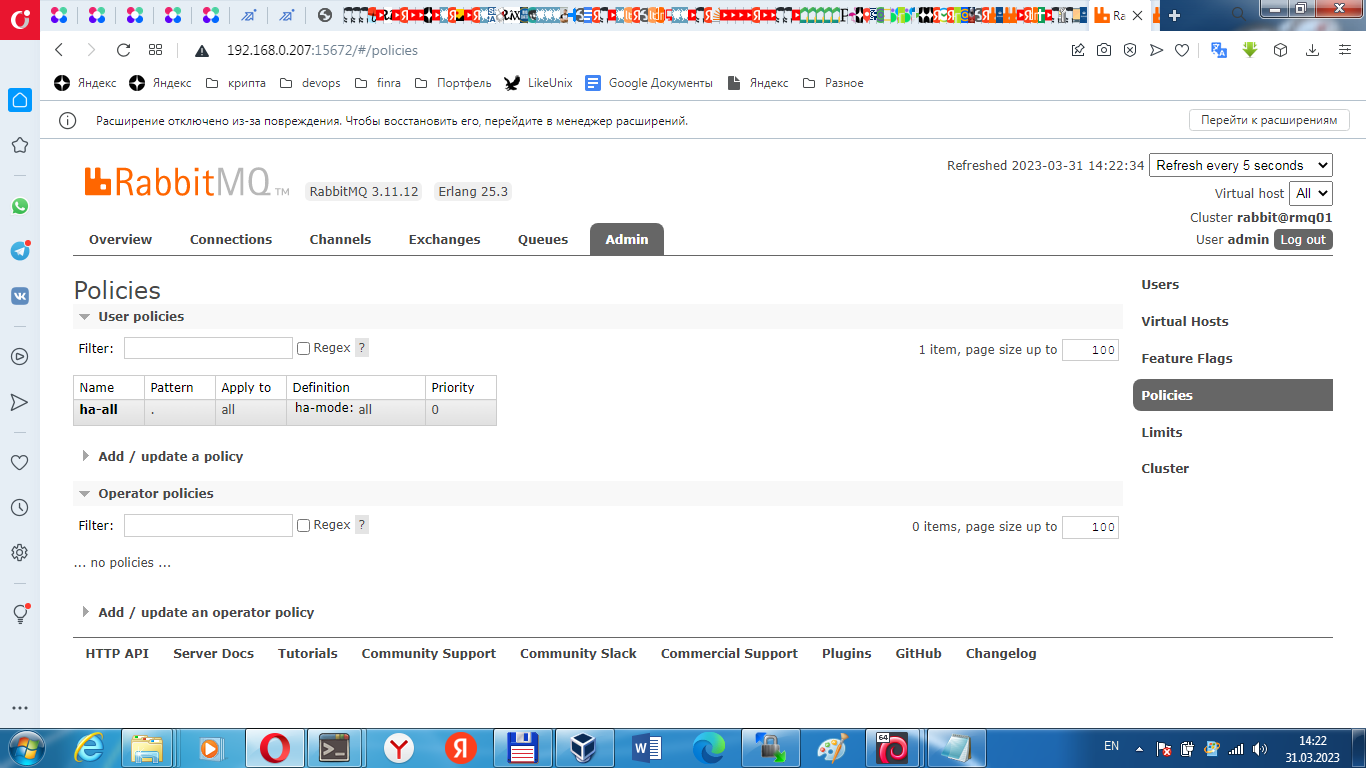 192.168.0.207:15672/#/policies
Яндекс Яндекс крипта devops finra Портфель LikeUnix Google Документы Яндекс Разное
Расширение отключено из-за повреждения. Чтобы восстановить его, перейдите в менеджер расширений. Перейти к расширениям
Refreshed 2023-03-31 14:22:34 Refresh every 5 seconds
RabbitMQ TM RabbitMQ 3.11.12 Erlang 25.3
Virtual host All
Cluster rabbit@rmq01
User admin Log out
Overview Connections Channels Exchanges Queues Admin
Policies
User policies
Filter: Regex ? 1 item, page size up to 100
Name Pattern Apply to Definition Priority
ha-all . all ha-mode: all 0
Add / update a policy
Operator policies
Filter: Regex ? 0 items, page size up to 100
... no policies ...
Add / update an operator policy
Users
Virtual Hosts
Feature Flags
Policies
Limits
Cluster
HTTP API Server Docs Tutorials Community Support Community Slack Commercial Support Plugins GitHub Changelog
EN 14:22
31.03.2023